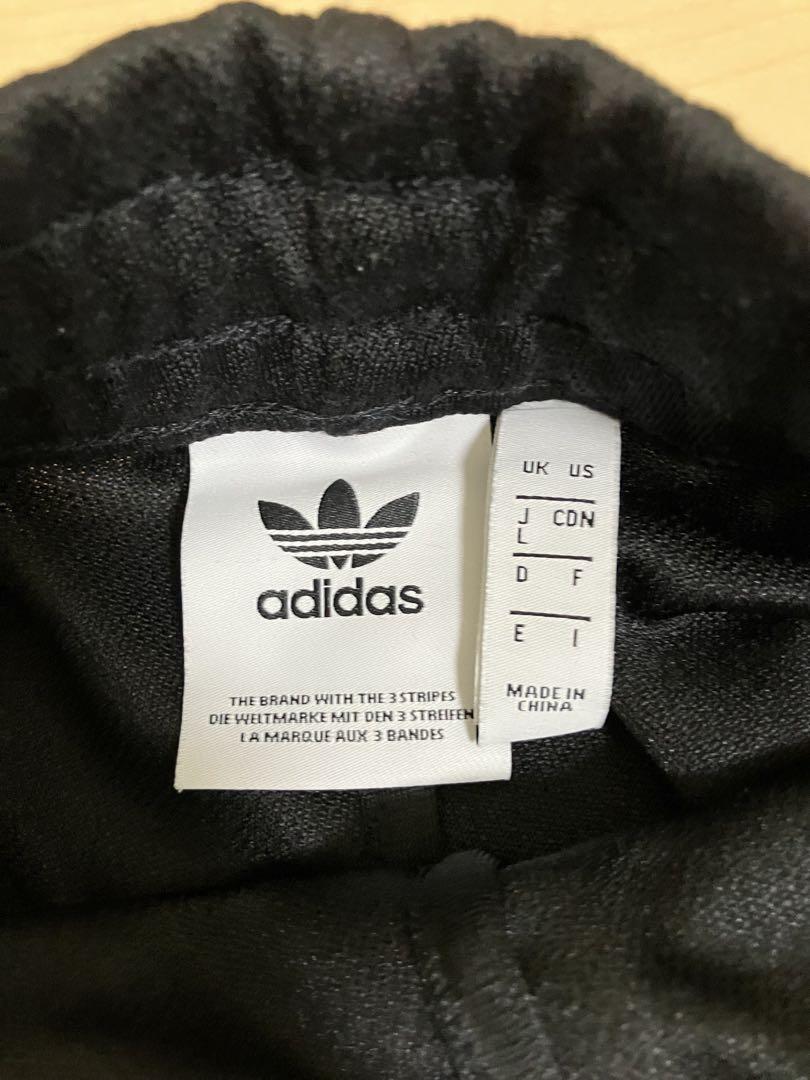 adidas
THE BRAND WITH THE 3 STRIPES
DIE WELTMARKE MIT DEN 3 STREIFEN
LA MARQUE AUX 3 BANDES
UK US
J CDN
L
D F
E I
MADE IN
CHINA